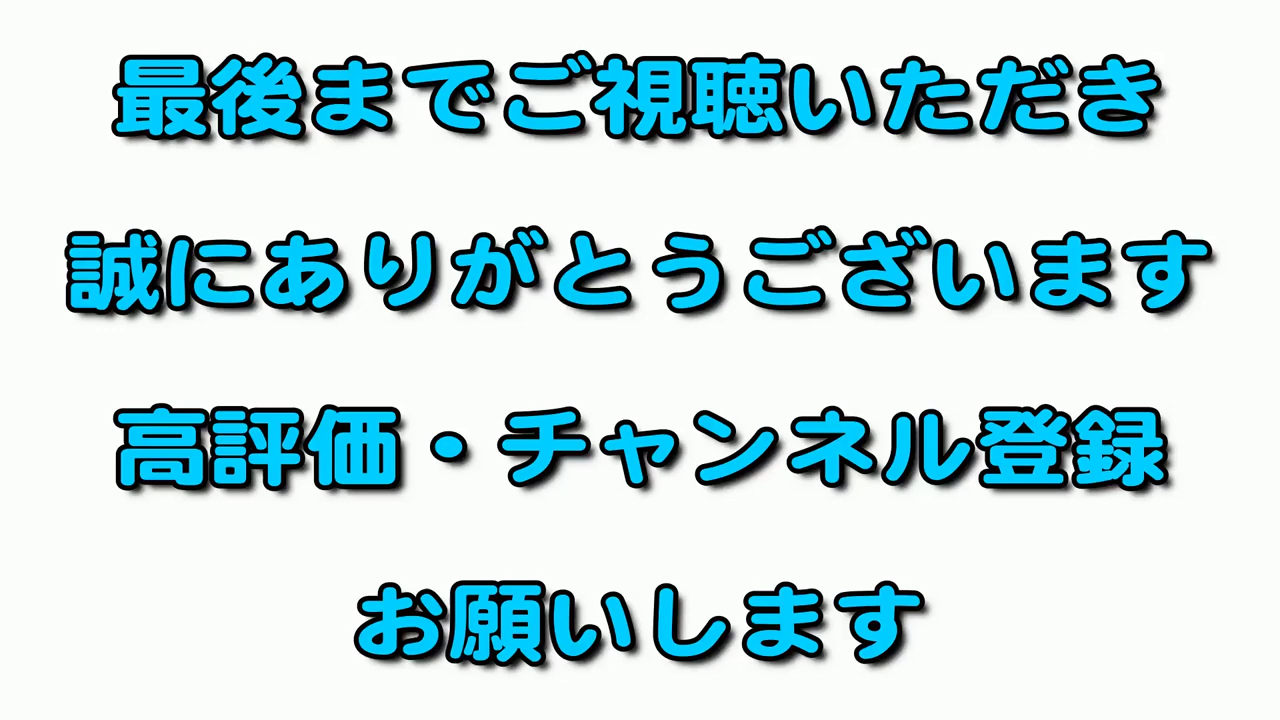 最後までご視聴いただき
誠にありがとうございます
高評価・チャンネル登録
お願いします